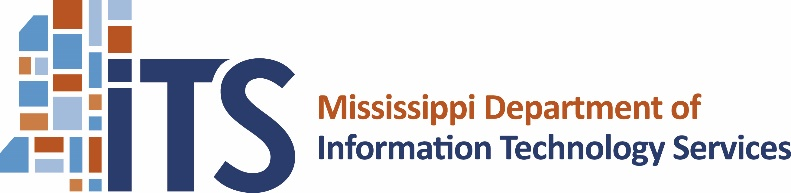 iTS
Mississippi Department of
Information Technology Services